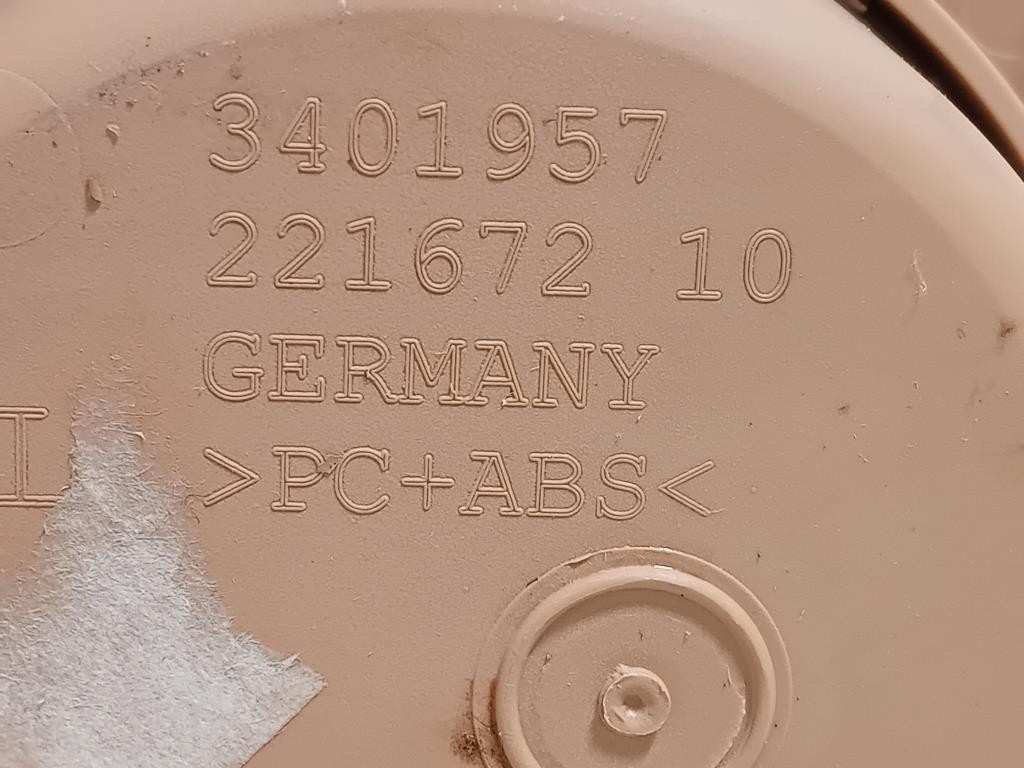 3401957
221672 10
GERMANY
I
>PC+ABS<